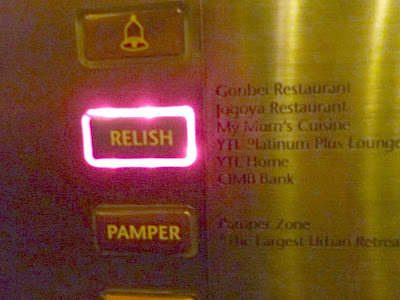 RELISH
Gonbei Restaurant
Jogoya Restaurant
My Mum's Cuisine
YTL Platinum Plus Lounge
YTL Home
CIMB Bank
PAMPER
Pamper Zone
"The Largest Urban Retrea